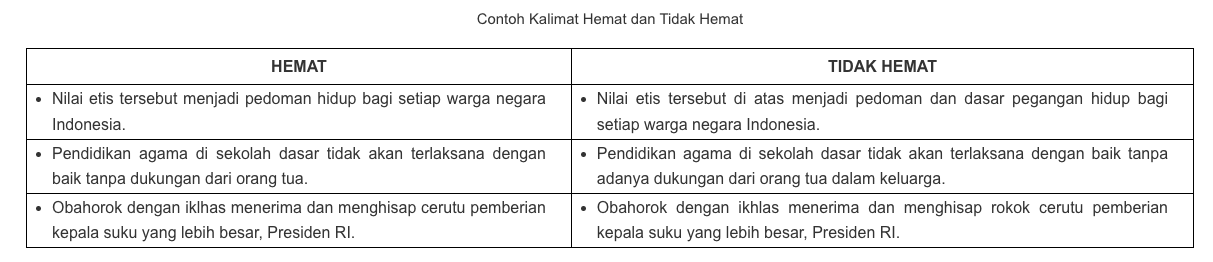 Contoh Kalimat Hemat dan Tidak Hemat
HEMAT
TIDAK HEMAT
• Nilai etis tersebut menjadi pedoman hidup bagi setiap warga negara
Indonesia.
• Nilai etis tersebut di atas menjadi pedoman dan dasar pegangan hidup bagi
setiap warga negara Indonesia.
• Pendidikan agama di sekolah dasar tidak akan terlaksana dengan
baik tanpa dukungan dari orang tua.
• Pendidikan agama di sekolah dasar tidak akan terlaksana dengan baik tanpa
adanya dukungan dari orang tua dalam keluarga.
• Obahorok dengan iklhas menerima dan menghisap cerutu pemberian
kepala suku yang lebih besar, Presiden RI.
• Obahorok dengan ikhlas menerima dan menghisap rokok cerutu pemberian
kepala suku yang lebih besar, Presiden RI.